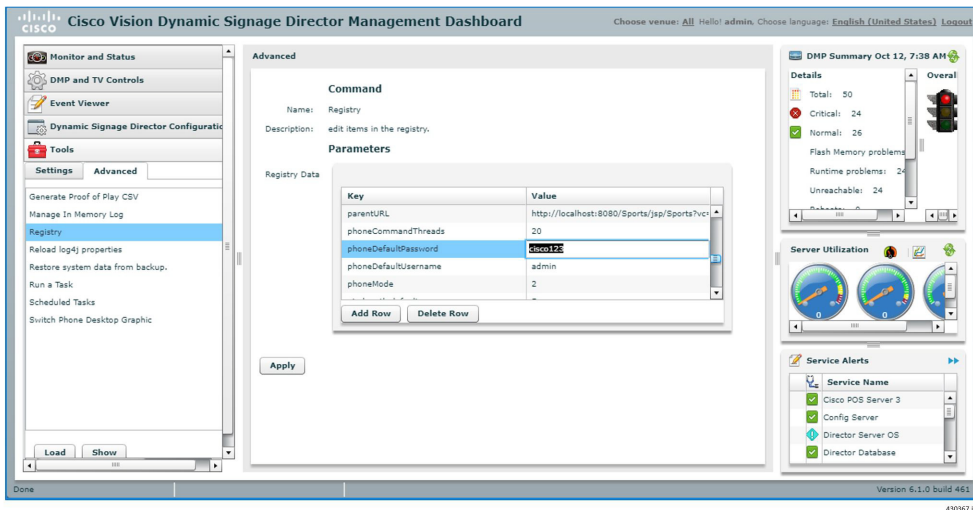 CISCO
Cisco Vision Dynamic Signage Director Management Dashboard
Choose venue: All Hello! admin, Choose language: English (United States) Logout
Monitor and Status
DMP and TV Controls
Event Viewer
Dynamic Signage Director Configuratic
Tools
Settings Advanced
Generate Proof of Play CSV
Manage In Memory Log
Registry
Reload log4j properties
Restore system data from backup.
Run a Task
Scheduled Tasks
Switch Phone Desktop Graphic
Load Show
Advanced
Command
Name: Registry
Description: edit items in the registry.
Parameters
Registry Data
Key Value
parentURL http://localhost:8080/Sports/jsp/Sports?vc=
phoneCommandThreads 20
phoneDefaultPassword cisco123
phoneDefaultUsername admin
phoneMode 2
Add Row Delete Row
Apply
DMP Summary Oct 12, 7:38 AM
Details Overal
Total: 50
Critical: 24
Normal: 26
Flash Memory problems
Runtime problems: 24
Unreachable: 24
Server Utilization
0 0
Service Alerts
Service Name
Cisco POS Server 3
Config Server
Director Server OS
Director Database
Done
Version 6.1.0 build 461
430367